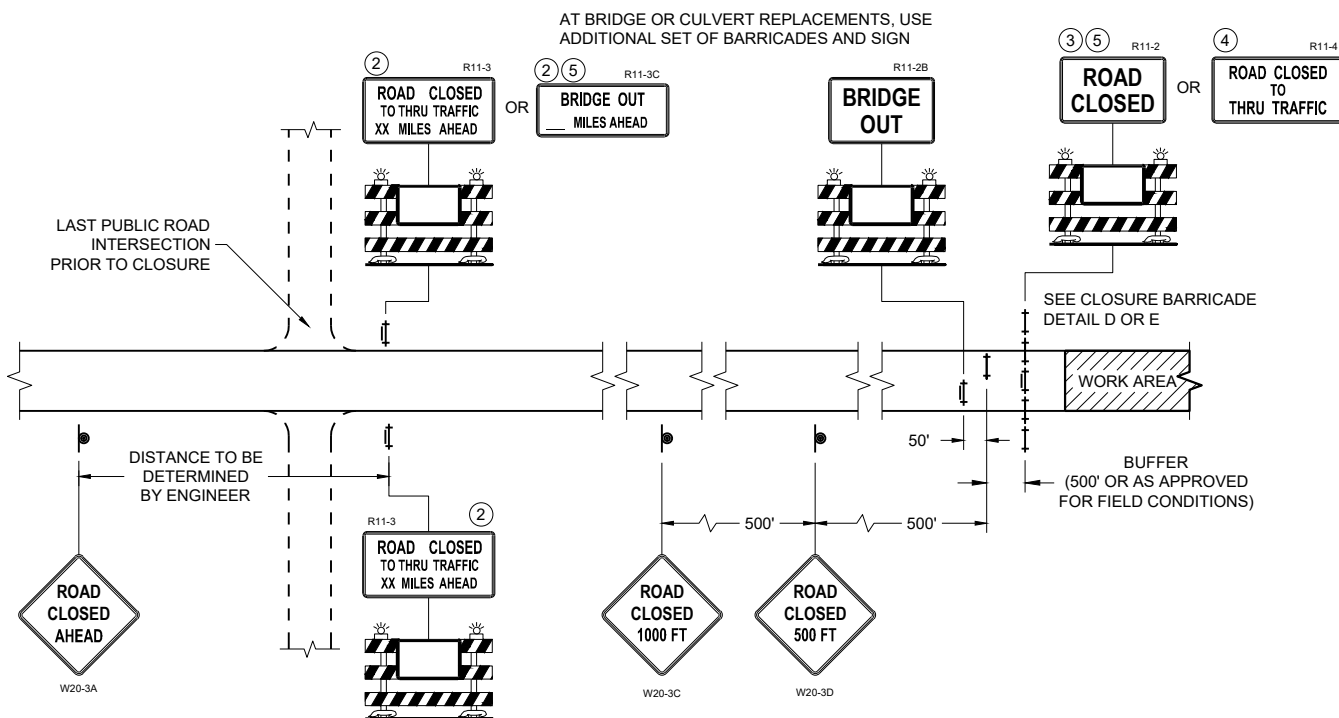 AT BRIDGE OR CULVERT REPLACEMENTS, USE
ADDITIONAL SET OF BARRICADES AND SIGN
2
R11-3
ROAD CLOSED
TO THRU TRAFFIC
XX MILES AHEAD
OR
2 5
R11-3C
BRIDGE OUT
__ MILES AHEAD
R11-2B
BRIDGE
OUT
3 5
R11-2
ROAD
CLOSED
OR
4
R11-4
ROAD CLOSED
TO
THRU TRAFFIC
LAST PUBLIC ROAD
INTERSECTION
PRIOR TO CLOSURE
SEE CLOSURE BARRICADE
DETAIL D OR E
WORK AREA
DISTANCE TO BE
DETERMINED
BY ENGINEER
50'
BUFFER
(500' OR AS APPROVED
FOR FIELD CONDITIONS)
500'
500'
R11-3
2
ROAD CLOSED
TO THRU TRAFFIC
XX MILES AHEAD
ROAD
CLOSED
AHEAD
W20-3A
ROAD
CLOSED
1000 FT
W20-3C
ROAD
CLOSED
500 FT
W20-3D